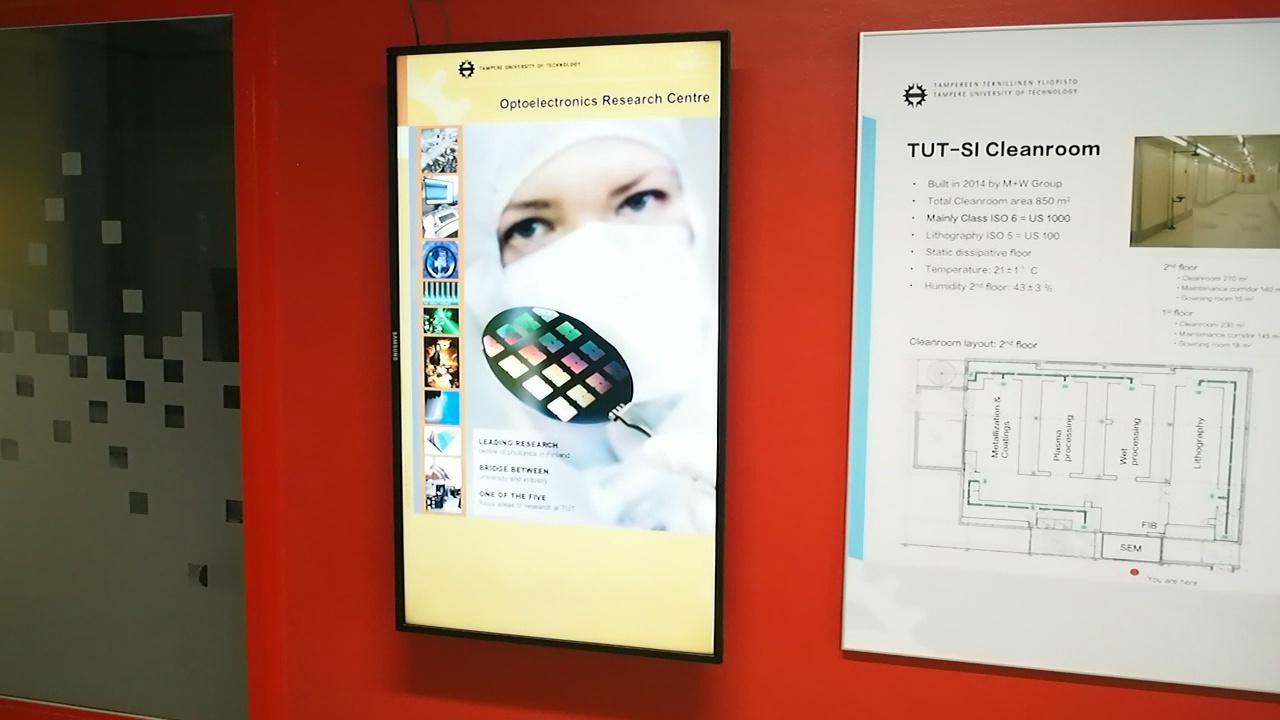 TAMPERE UNIVERSITY OF TECHNOLOGY
Optoelectronics Research Centre
LEADING RESEARCH
centre of photonics in Finland
BRIDGE BETWEEN
university and industry
ONE OF THE FIVE
focus areas of research at TUT
SAMSUNG
TAMPEREEN TEKNILLINEN YLIOPISTO
TAMPERE UNIVERSITY OF TECHNOLOGY
TUT-SI Cleanroom
• Built in 2014 by M+W Group
• Total Cleanroom area 850 m²
• Mainly Class ISO 6 = US 1000
• Lithography ISO 5 = US 100
• Static dissipative floor
• Temperature: 21±1° C
• Humidity 2nd floor: 43±3 %
2nd floor
• Cleanroom 270 m²
• Maintenance corridor 140 m
• Gowning room 15 m²
1st floor
• Cleanroom 230 m²
• Maintenance corridor 145 m
• Gowning room 18 m²
Cleanroom layout: 2nd floor
Metallization &
Coatings
Plasma
processing
Wet
processing
Lithography
FIB
SEM
You are here